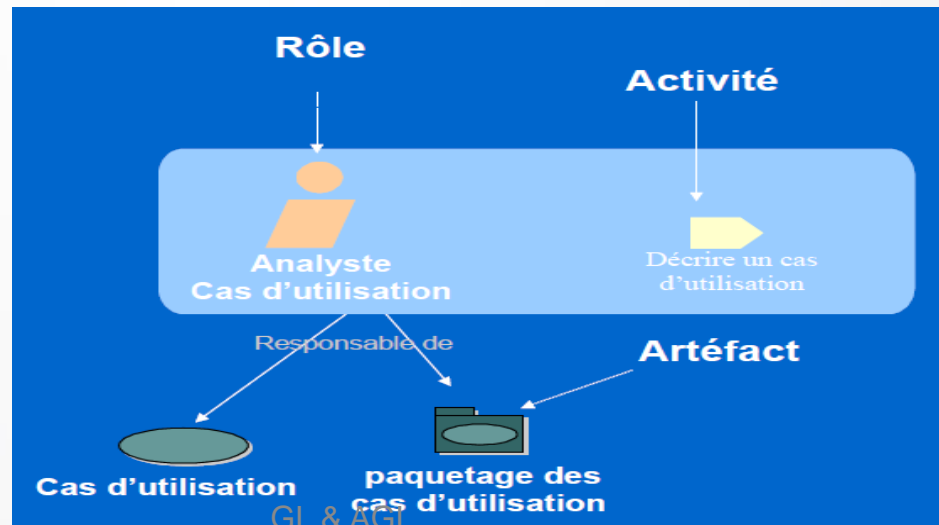 Rôle
Activité
Analyste
Cas d'utilisation
Décrire un cas
d'utilisation
Responsable de
Artéfact
Cas d'utilisation
paquetage des
cas d'utilisation
GL & AGL